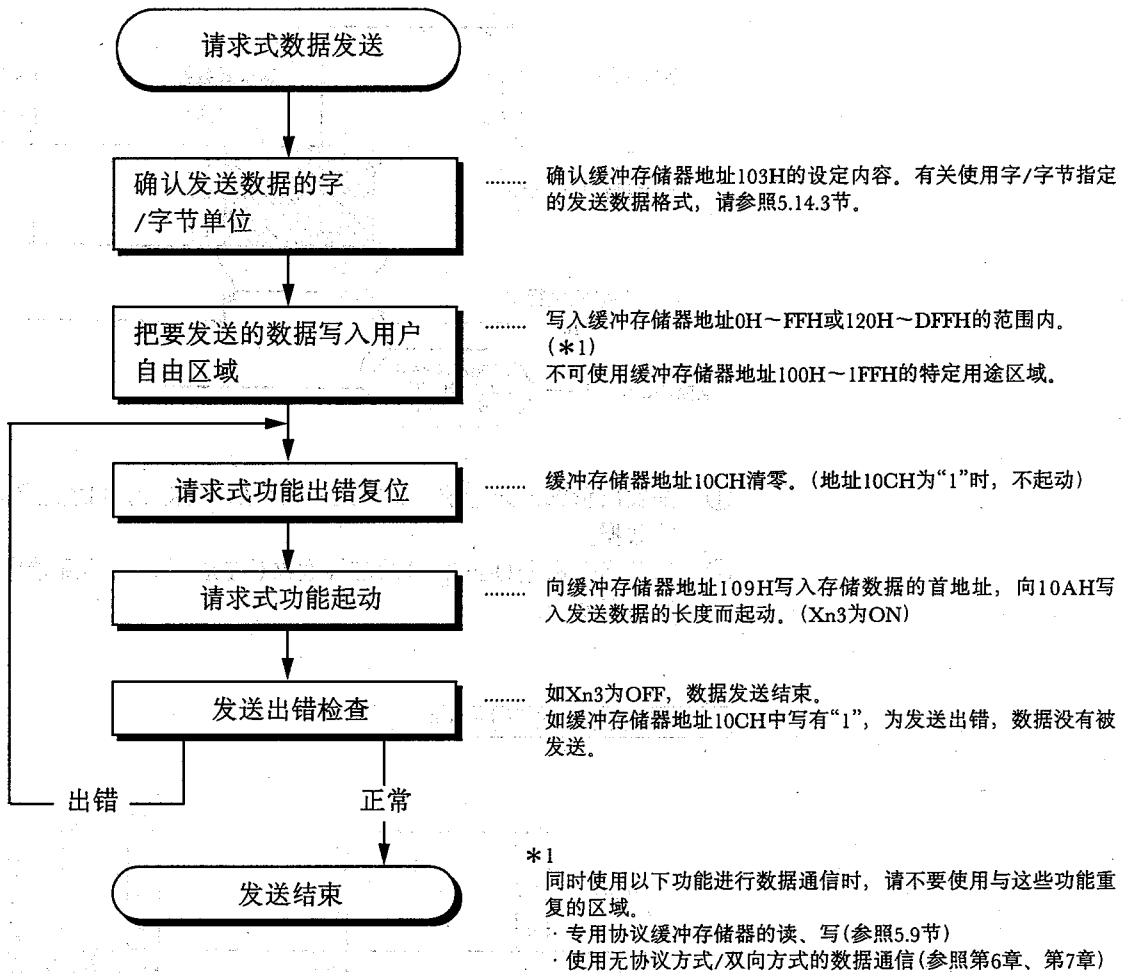 请求式数据发送
确认发送数据的字
/字节单位
........ 确认缓冲存储器地址103H的设定内容。有关使用字/字节指定
的发送数据格式，请参照5.14.3节。
把要发送的数据写入用户
自由区域
........ 写入缓冲存储器地址0H～FFH或120H～DFFH的范围内。
(＊1)
不可使用缓冲存储器地址100H～1FFH的特定用途区域。
请求式功能出错复位
........ 缓冲存储器地址10CH清零。(地址10CH为“1”时，不起动)
请求式功能起动
........ 向缓冲存储器地址109H写入存储数据的首地址，向10AH写
入发送数据的长度而起动。(Xn3为ON)
发送出错检查
........ 如Xn3为OFF，数据发送结束。
如缓冲存储器地址10CH中写有“1”，为发送出错，数据没有被
发送。
出错
正常
发送结束
＊1
同时使用以下功能进行数据通信时，请不要使用与这些功能重
复的区域。
· 专用协议缓冲存储器的读、写(参照5.9节)
· 使用无协议方式/双向方式的数据通信(参照第6章、第7章)